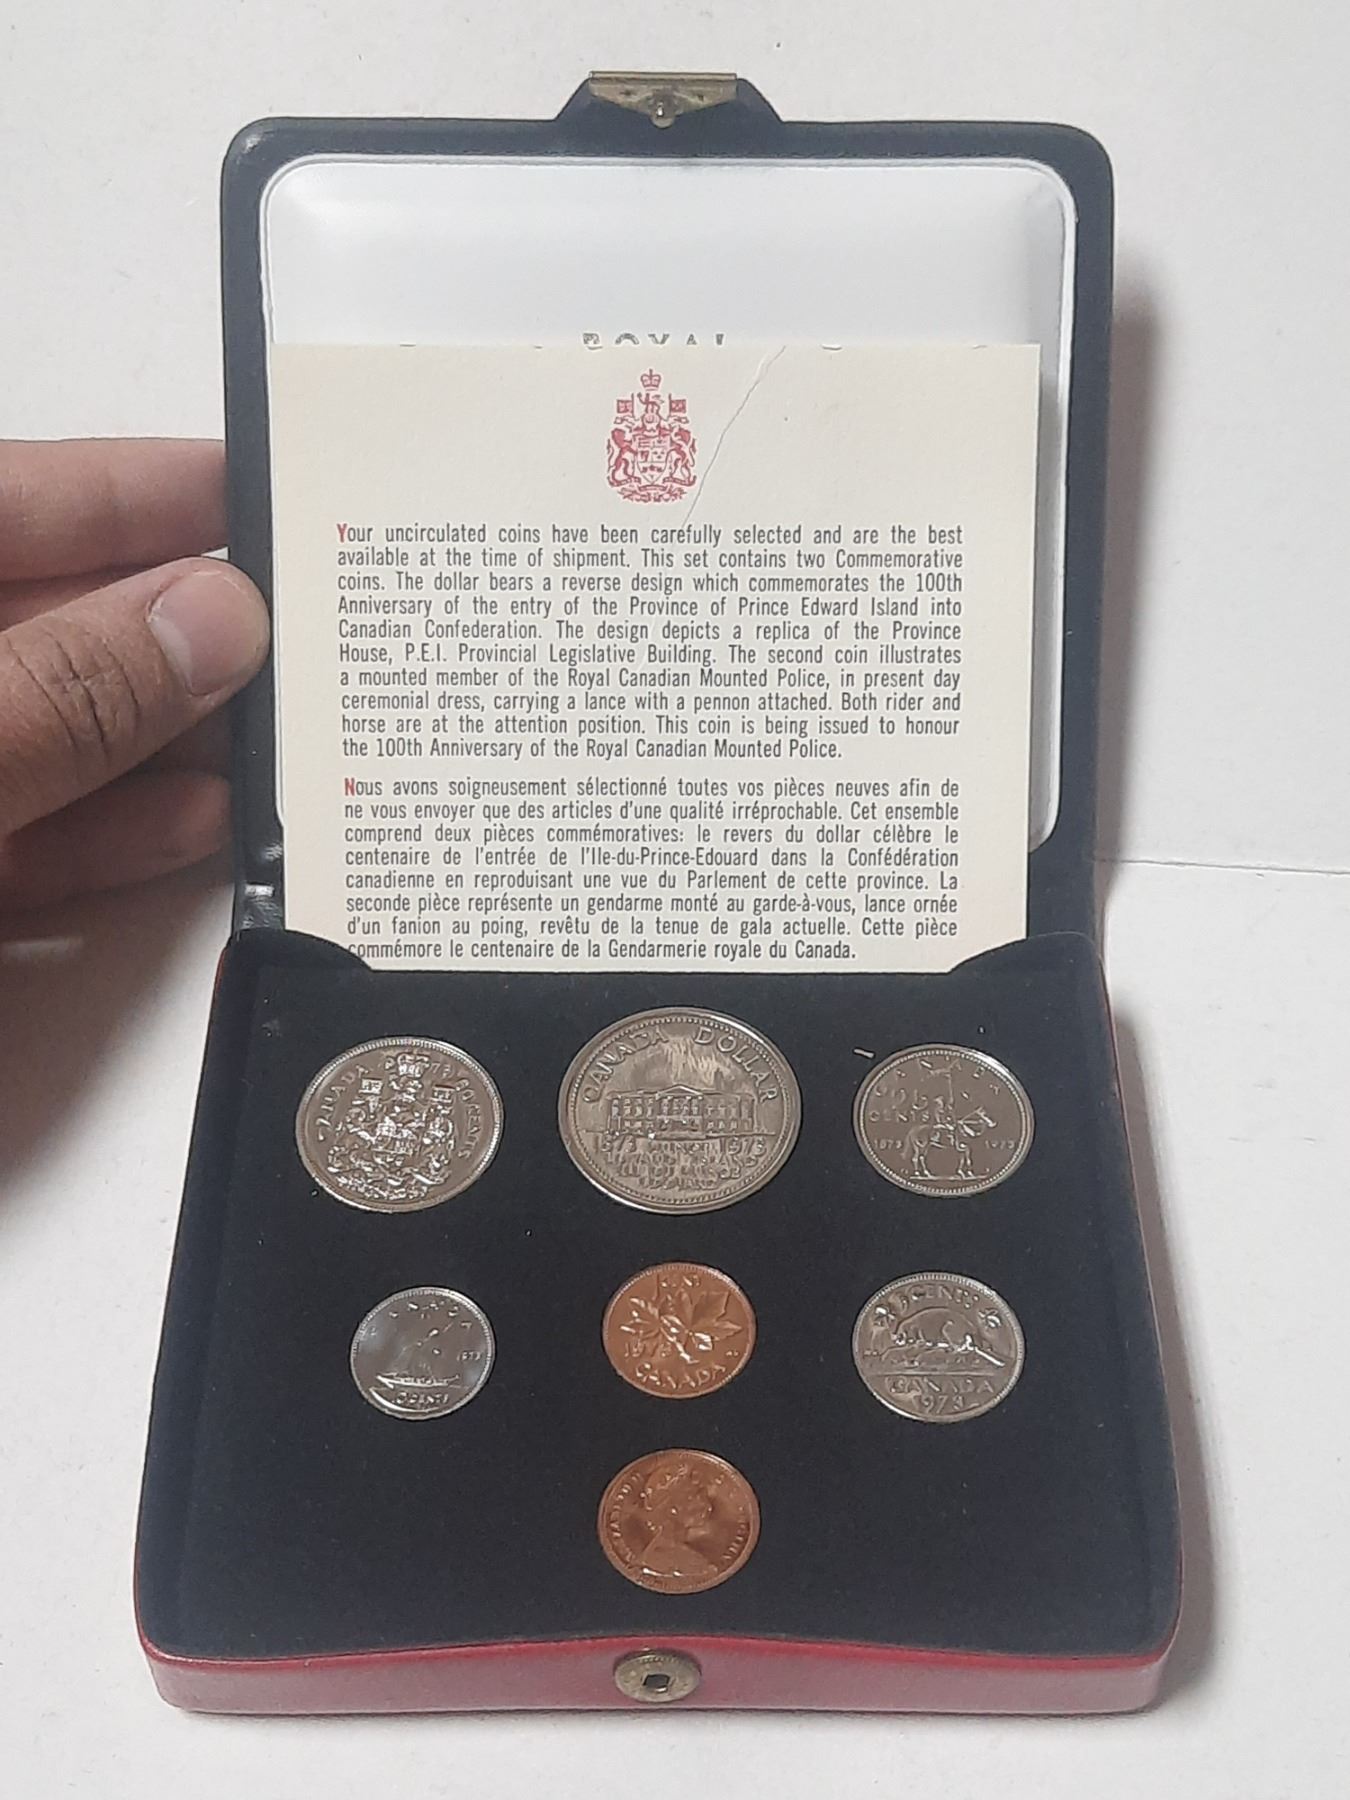 ROYAL
Your uncirculated coins have been carefully selected and are the best
available at the time of shipment. This set contains two Commemorative
coins. The dollar bears a reverse design which commemorates the 100th
Anniversary of the entry of the Province of Prince Edward Island into
Canadian Confederation. The design depicts a replica of the Province
House, P.E.I. Provincial Legislative Building. The second coin illustrates
a mounted member of the Royal Canadian Mounted Police, in present day
ceremonial dress, carrying a lance with a pennon attached. Both rider and
horse are at the attention position. This coin is being issued to honour
the 100th Anniversary of the Royal Canadian Mounted Police.
Nous avons soigneusement sélectionné toutes vos pièces neuves afin de
ne vous envoyer que des articles d'une qualité irréprochable. Cet ensemble
comprend deux pièces commémoratives: le revers du dollar célèbre le
centenaire de l'entrée de l'Ile-du-Prince-Edouard dans la Confédération
canadienne en reproduisant une vue du Parlement de cette province. La
seconde pièce représente un gendarme monté au garde-à-vous, lance ornée
d'un fanion au poing, revêtu de la tenue de gala actuelle. Cette pièce
commémore le centenaire de la Gendarmerie royale du Canada.
CANADA 50 CENTS
CANADA DOLLAR
1873 1973
CANADA
25
CENTS
1873 1973
CANADA
1973
1973
CANADA
5 CENTS
CANADA
1973